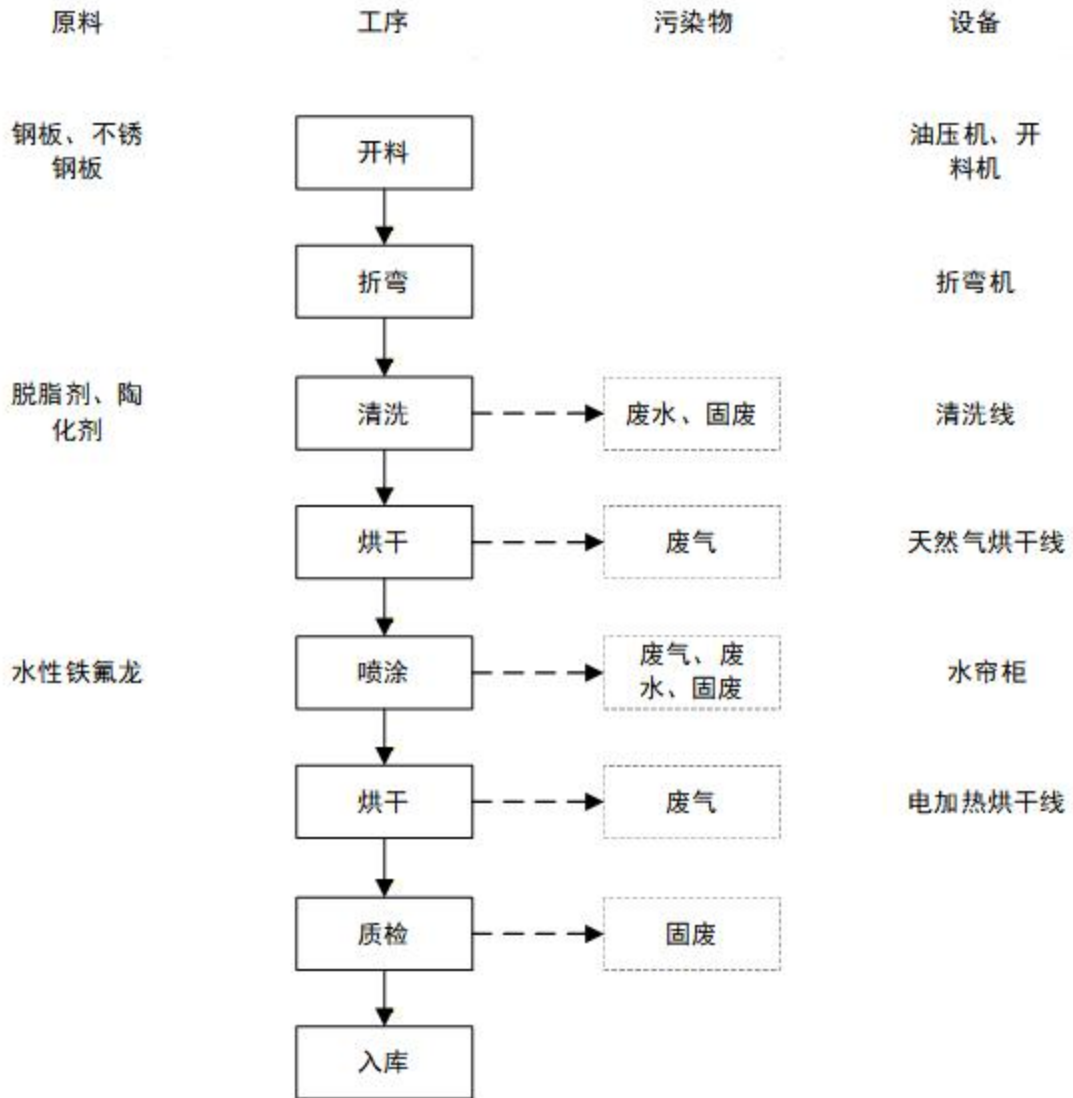 原料 工序 污染物 设备
钢板、不锈
钢板
开料
油压机、开
料机
折弯
折弯机
脱脂剂、陶
化剂
清洗
废水、固废
清洗线
烘干
废气
天然气烘干线
水性铁氟龙
喷涂
废气、废
水、固废
水帘柜
烘干
废气
电加热烘干线
质检
固废
入库